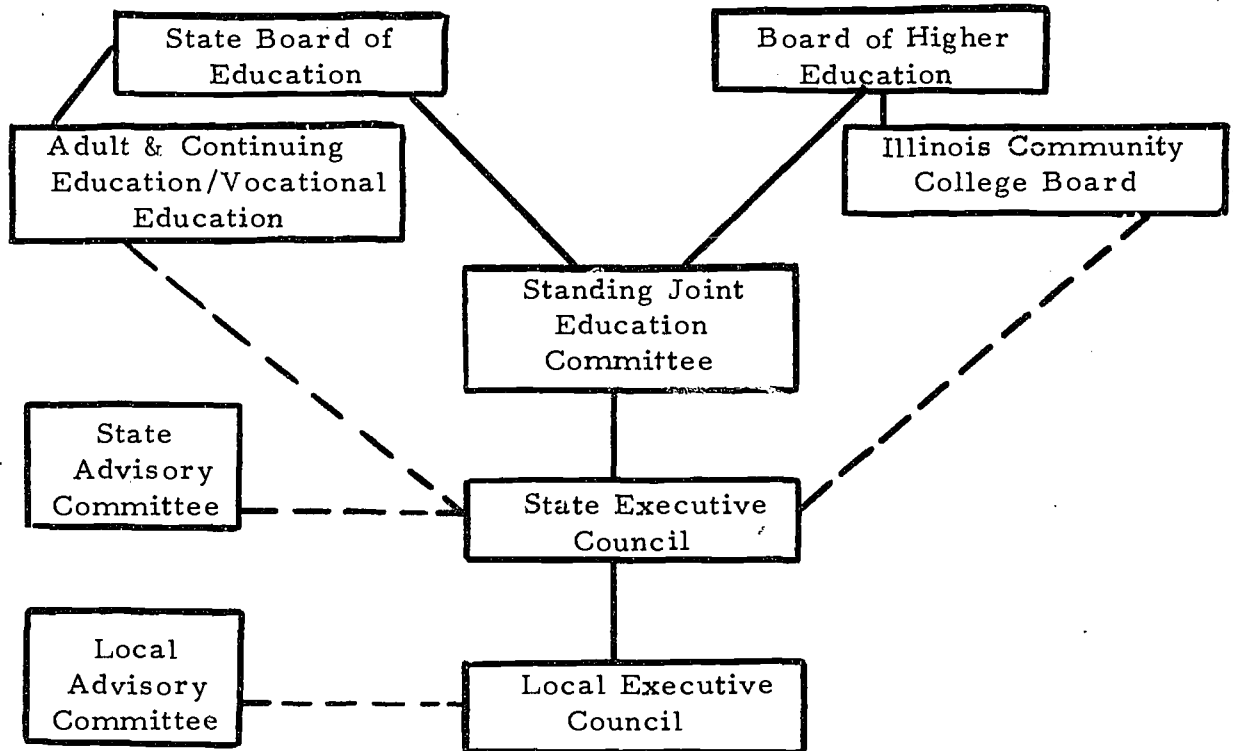 State Board of
Education
Board of Higher
Education
Adult & Continuing
Education/Vocational
Education
Illinois Community
College Board
Standing Joint
Education
Committee
State
Advisory
Committee
State Executive
Council
Local
Advisory
Committee
Local Executive
Council